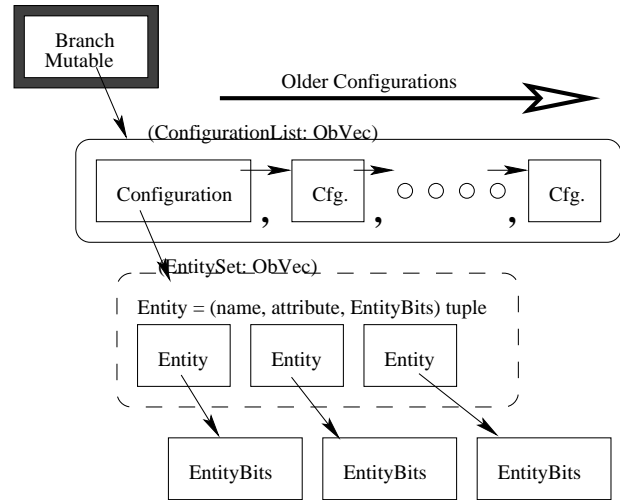 Branch
Mutable
Older Configurations
(ConfigurationList: ObVec)
Configuration
,
Cfg.
,
,
Cfg.
(EntitySet: ObVec)
Entity = (name, attribute, EntityBits) tuple
Entity
Entity
Entity
EntityBits
EntityBits
EntityBits